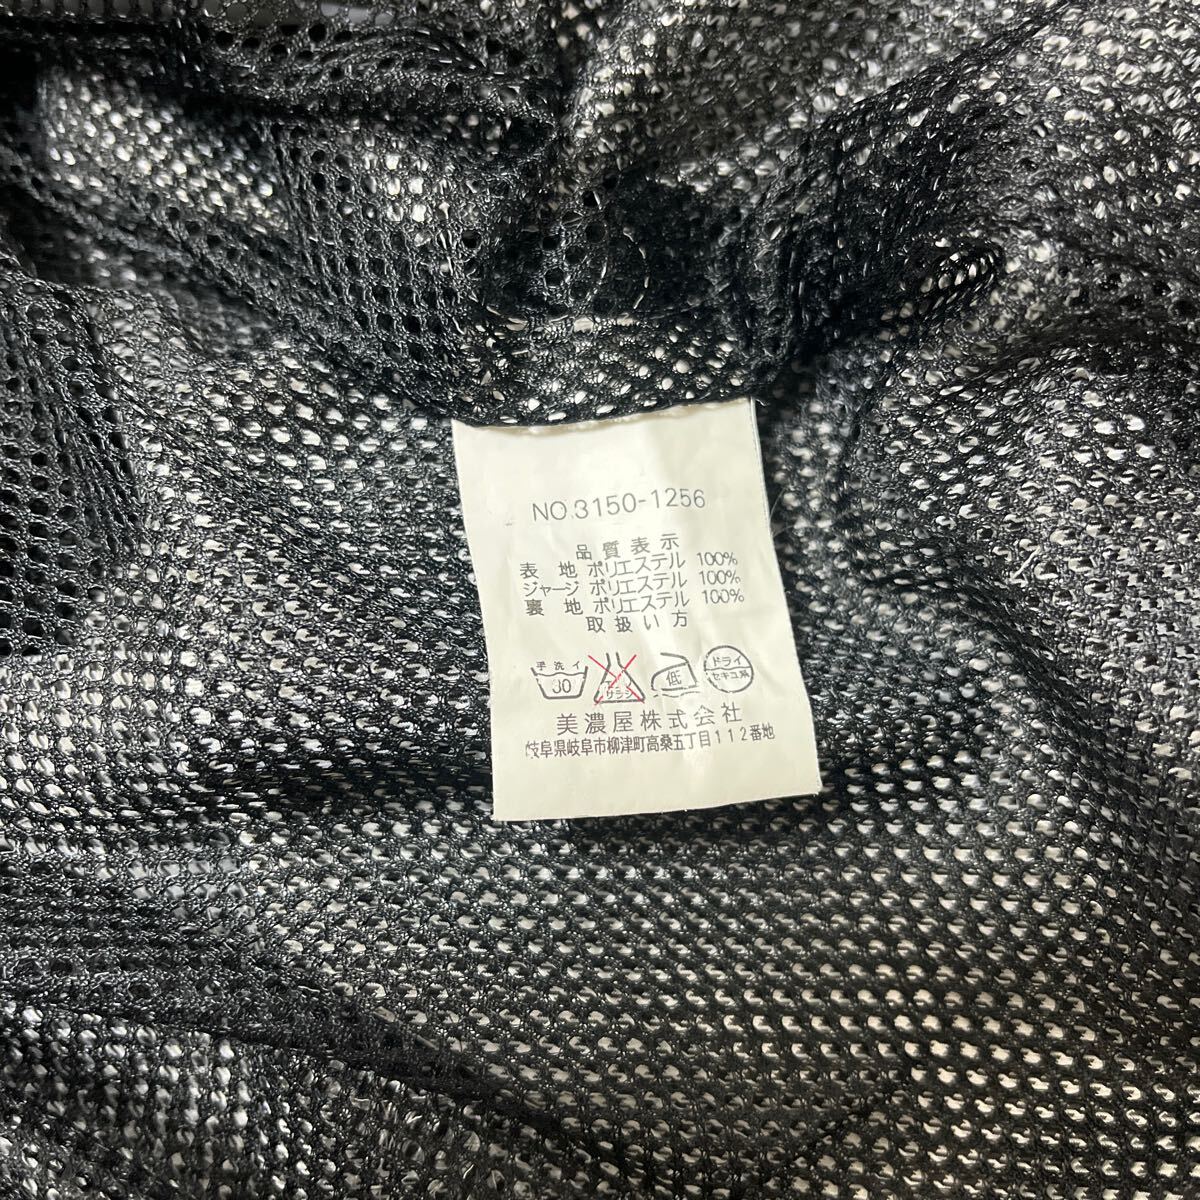 NO.3150-1256
品質表示
表 地 ポリエステル 100%
ジャージ ポリエステル 100%
裏 地 ポリエステル 100%
取扱い方
手洗イ 30 サラシ 低 ドライ セキユ系
美濃屋株式会社
岐阜県岐阜市柳津町高桑五丁目112番地